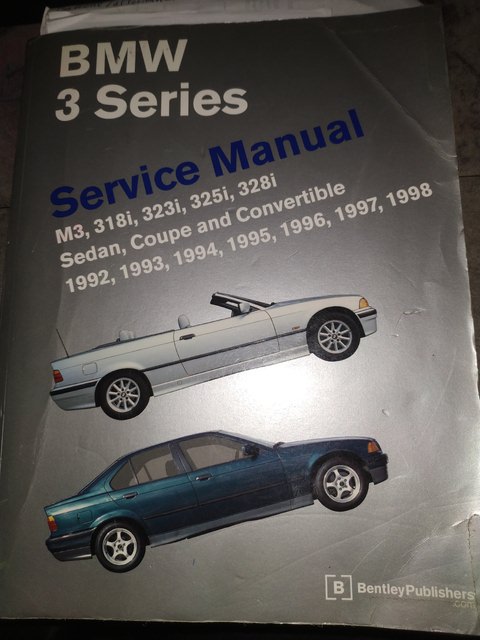 BMW
3 Series
Service Manual
M3, 318i, 323i, 325i, 328i
Sedan, Coupe and Convertible
1992, 1993, 1994, 1995, 1996, 1997, 1998
[B] BentleyPublishers
.com